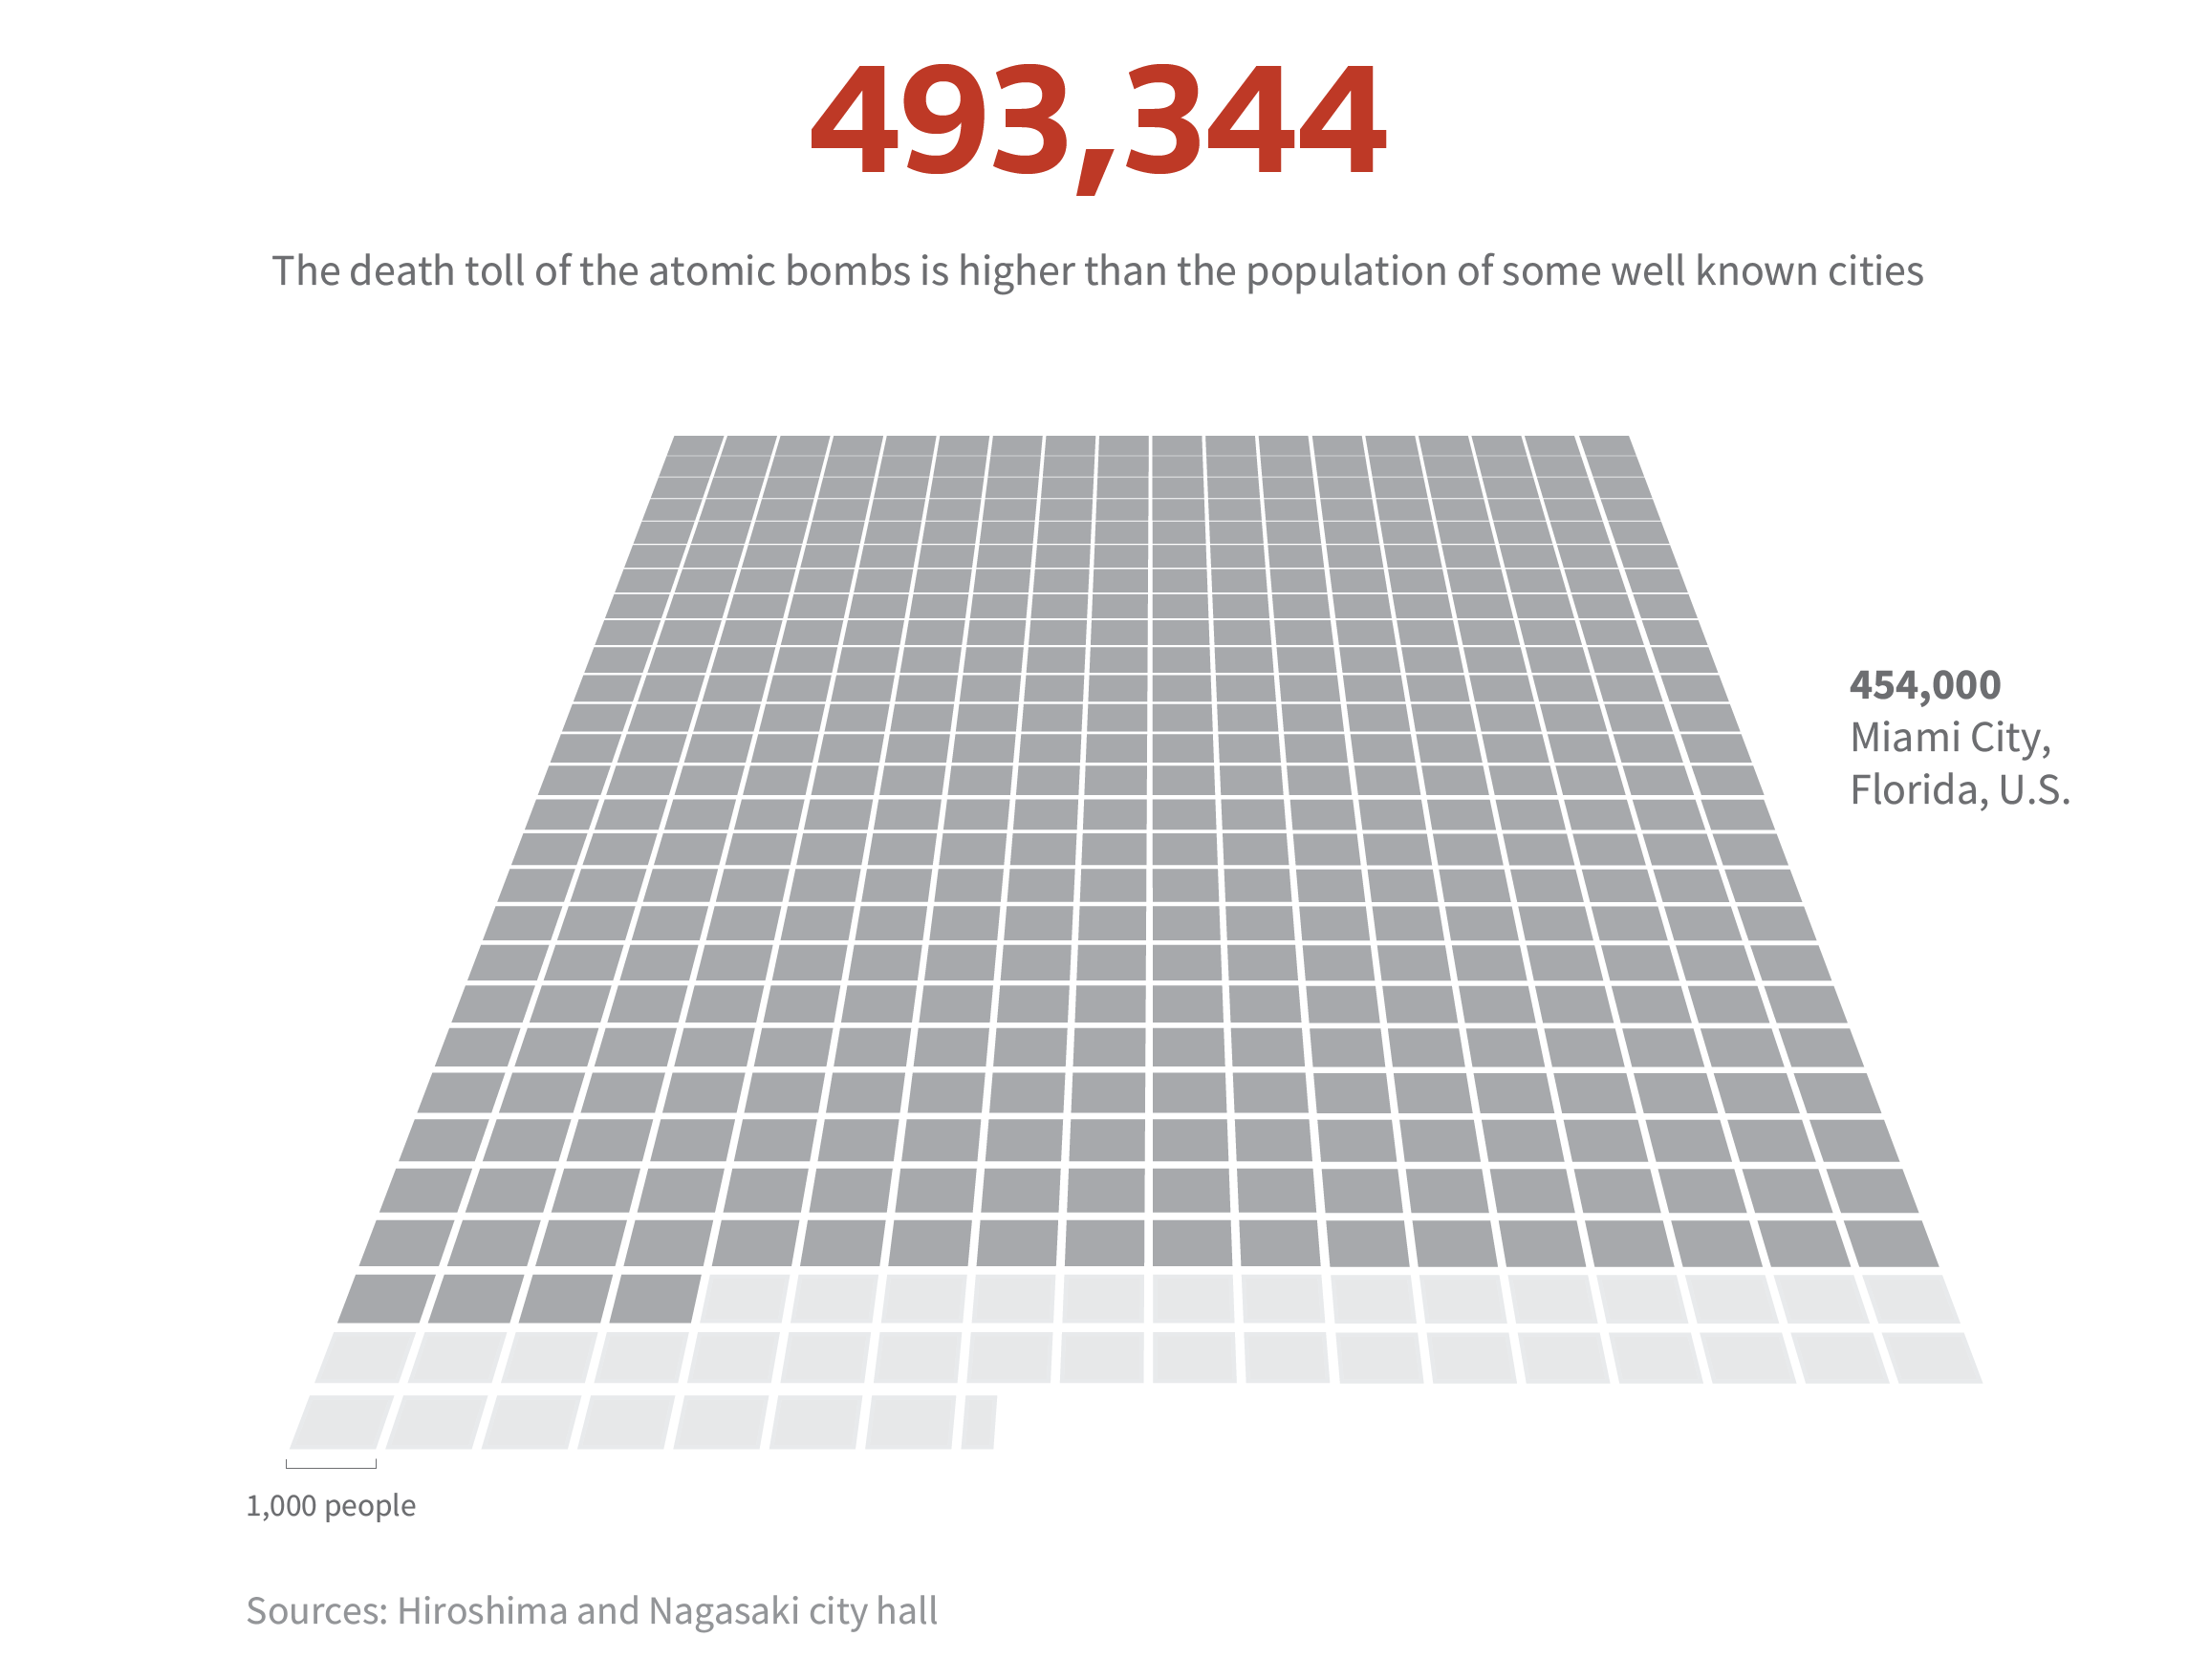 493,344
The death toll of the atomic bombs is higher than the population of some well known cities
454,000
Miami City,
Florida, U.S.
1,000 people
Sources: Hiroshima and Nagasaki city hall